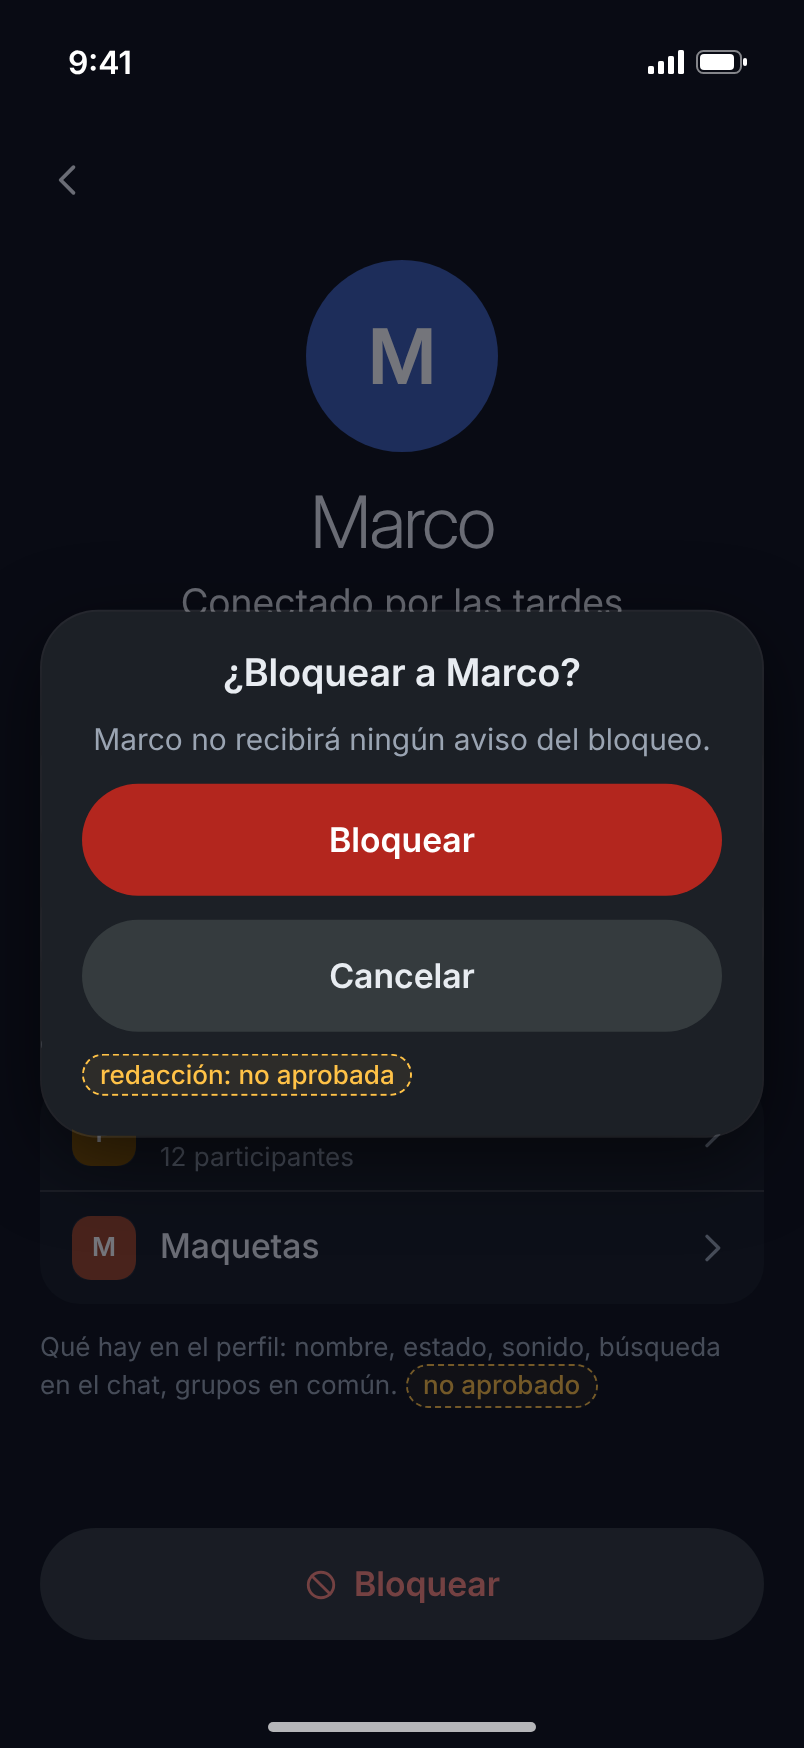 9:41
M
Marco
Conectado por las tardes
¿Bloquear a Marco?
Marco no recibirá ningún aviso del bloqueo.
Bloquear
Cancelar
redacción: no aprobada
12 participantes
M
Maquetas
Qué hay en el perfil: nombre, estado, sonido, búsqueda
en el chat, grupos en común. no aprobado
Bloquear